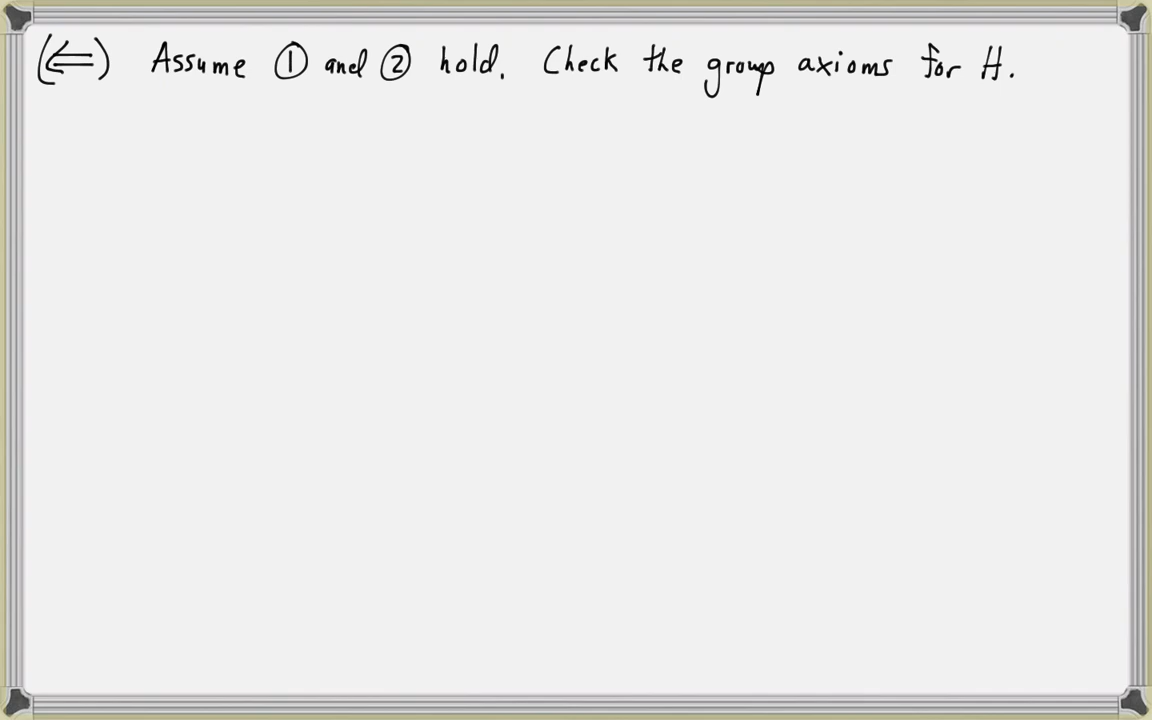 (⇐) Assume ① and ② hold. Check the group axioms for H.